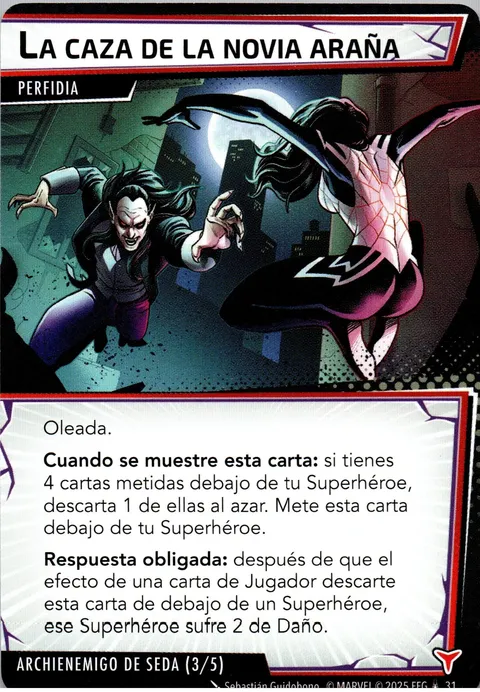 La caza de la novia araña
PERFIDIA
Oleada.
Cuando se muestre esta carta: si tienes
4 cartas metidas debajo de tu Superhéroe,
descarta 1 de ellas al azar. Mete esta carta
debajo de tu Superhéroe.
Respuesta obligada: después de que el
efecto de una carta de Jugador descarte
esta carta de debajo de un Superhéroe,
ese Superhéroe sufre 2 de Daño.
ARCHIENEMIGO DE SEDA (3/5)
Sebastián Guidobono © MARVEL © 2025 FFG 31